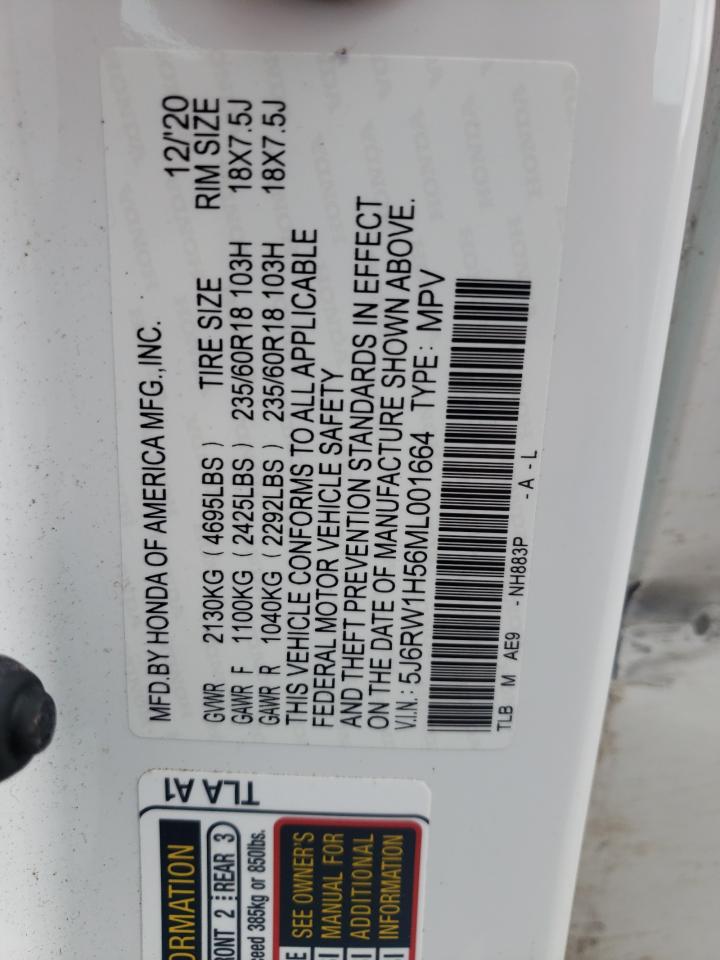 MFD.BY HONDA OF AMERICA MFG.,INC. 12/'20
GVWR 2130KG ( 4695LBS ) TIRE SIZE RIM SIZE
GAWR F 1100KG ( 2425LBS ) 235/60R18 103H 18X7.5J
GAWR R 1040KG ( 2292LBS ) 235/60R18 103H 18X7.5J
THIS VEHICLE CONFORMS TO ALL APPLICABLE
FEDERAL MOTOR VEHICLE SAFETY
AND THEFT PREVENTION STANDARDS IN EFFECT
ON THE DATE OF MANUFACTURE SHOWN ABOVE.
V.I.N.: 5J6RW1H56ML001664 TYPE: MPV
TLB M AE9 - NH883P - A - L
TLA A1
ORMATION
RONT 2 REAR 3
ceed 385kg or 850lbs.
SEE OWNER'S
MANUAL FOR
ADDITIONAL
INFORMATION